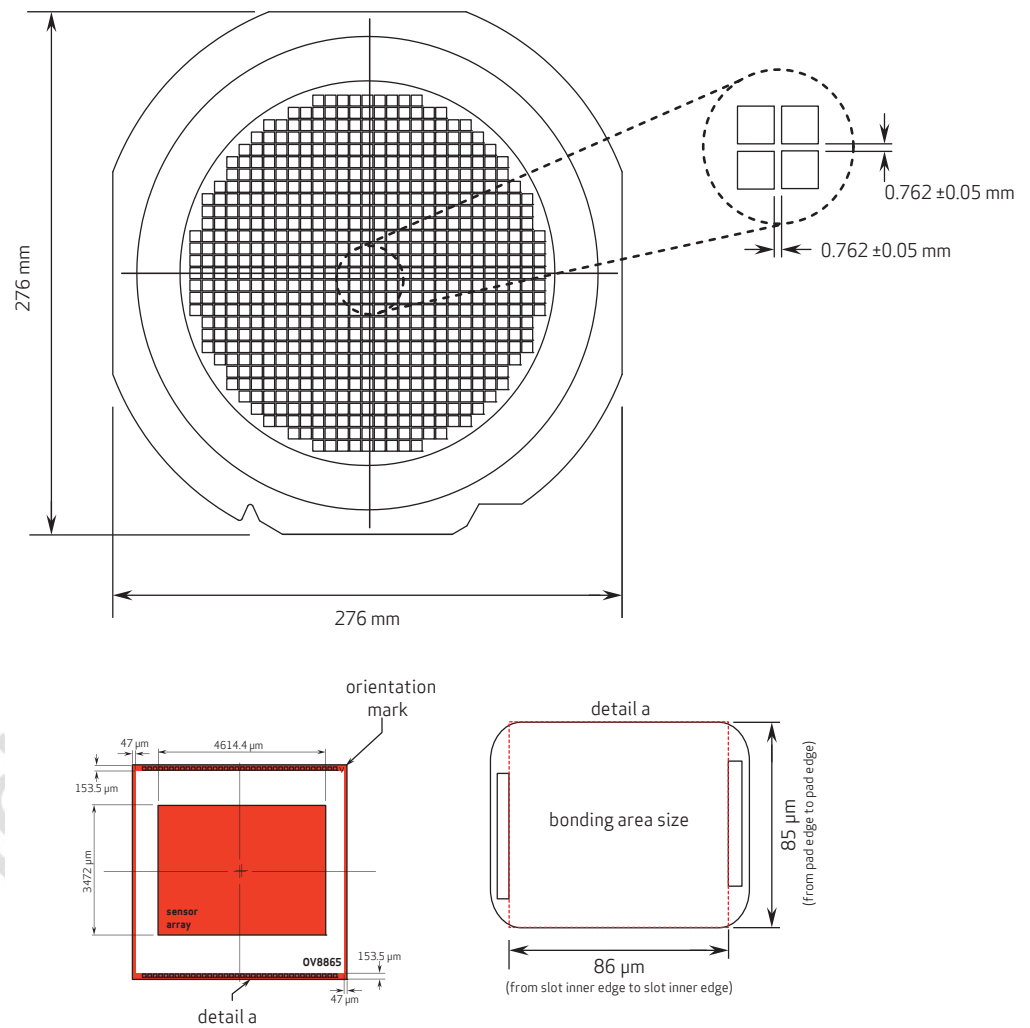 0.762 ±0.05 mm
0.762 ±0.05 mm
276 mm
276 mm
orientation
mark
47 µm
4614.4 µm
153.5 µm
3472 µm
sensor
array
OV8865
153.5 µm
47 µm
detail a
detail a
bonding area size
85 µm
(from pad edge to pad edge)
86 µm
(from slot inner edge to slot inner edge)